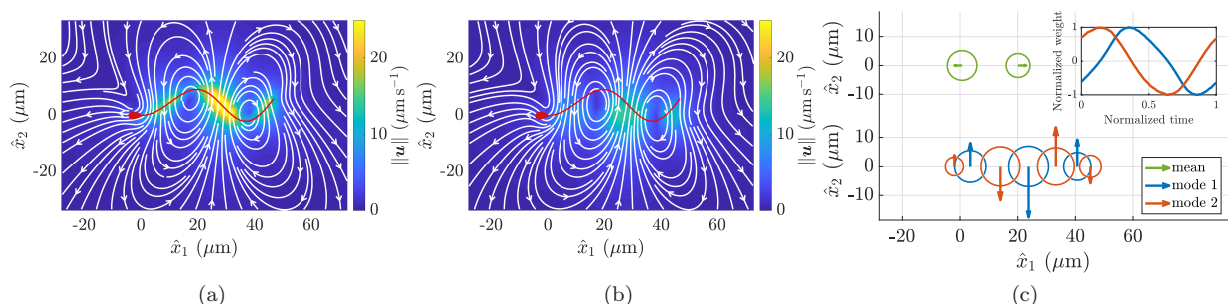 20
0
-20
x̂₂ (μm)
-20 0 20 40 60
x̂₁ (μm)
20
10
0
‖u‖ (μm s⁻¹)
(a)
20
0
-20
x̂₂ (μm)
-20 0 20 40 60
x̂₁ (μm)
20
10
0
‖u‖ (μm s⁻¹)
(b)
10
0
-10
x̂₂ (μm)
Normalized weight
1
0
-1
0 0.5 1
Normalized time
10
0
-10
x̂₂ (μm)
mean
mode 1
mode 2
-20 0 20 40 60
x̂₁ (μm)
(c)